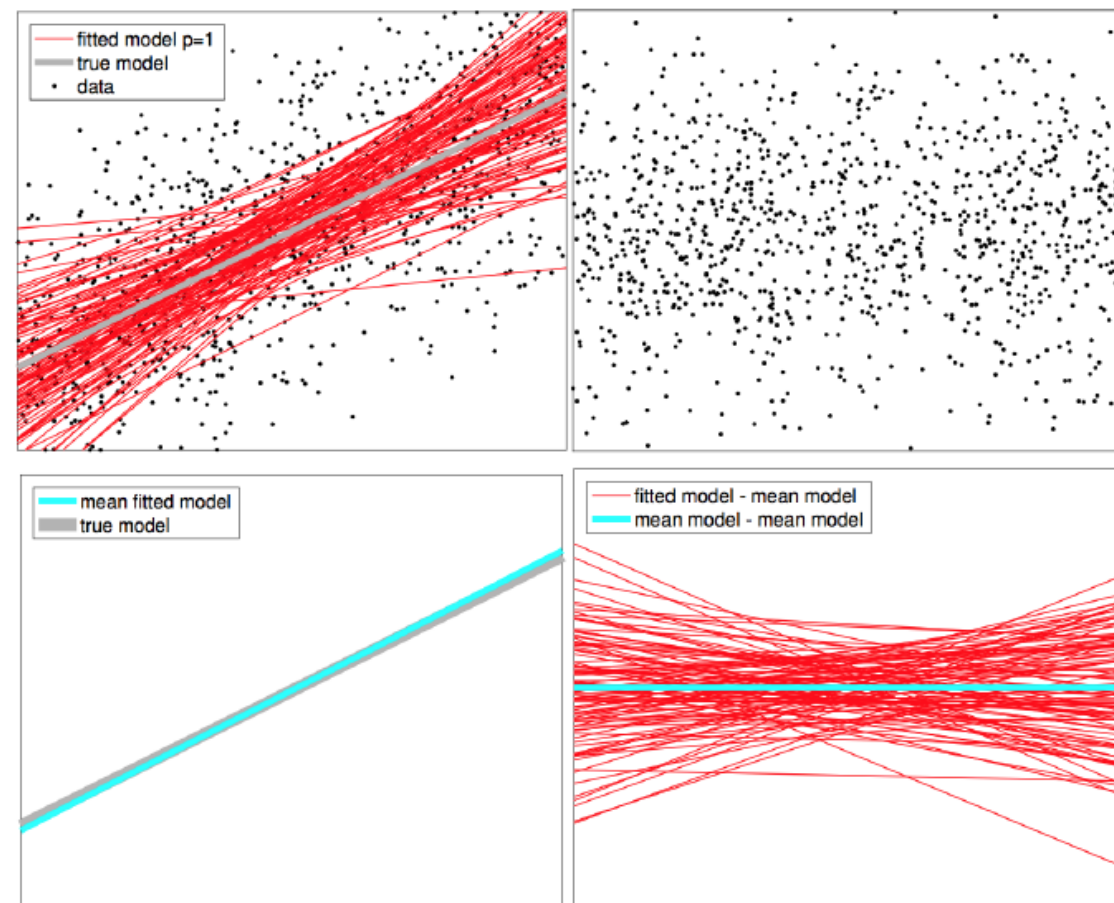 fitted model p=1
true model
data
mean fitted model
true model
fitted model - mean model
mean model - mean model